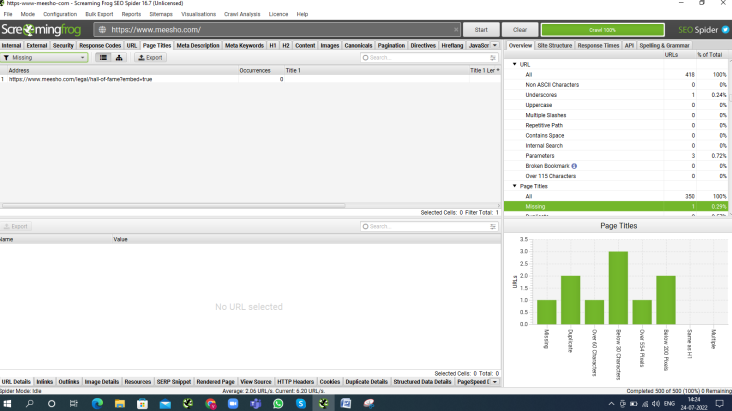 https-www-meesho-com - Screaming Frog SEO Spider 16.7 (Unlicensed)
File Mode Configuration Bulk Export Reports Sitemaps Visualisations Crawl Analysis Licence Help
Screamingfrog https://www.meesho.com/ Start Clear Crawl 100% SEO Spider
Internal External Security Response Codes URL Page Titles Meta Description Meta Keywords H1 H2 Content Images Canonicals Pagination Directives Hreflang JavaScr
Overview Site Structure Response Times API Spelling & Grammar
Missing Export Search...
URLs % of Total
Address Occurrences Title 1 Title 1 Len
1 https://www.meesho.com/legal/hall-of-fame?embed=true 0
URL
All 418 100%
Non ASCII Characters 0 0%
Underscores 1 0.24%
Uppercase 0 0%
Multiple Slashes 0 0%
Repetitive Path 0 0%
Contains Space 0 0%
Internal Search 0 0%
Parameters 3 0.72%
Broken Bookmark 0 0%
Over 115 Characters 0 0%
Page Titles
All 350 100%
Missing 1 0.29%
Duplicate 2 0.57%
Selected Cells: 0 Filter Total: 1
Export Search...
Name Value
No URL selected
Selected Cells: 0 Total: 0
Page Titles
URLs
3.5
3.0
2.5
2.0
1.5
1.0
0.5
0.0
Missing
Duplicate
Over 60 Characters
Below 30 Characters
Over 554 Pixels
Below 200 Pixels
Same as H1
Multiple
URL Details Inlinks Outlinks Image Details Resources SERP Snippet Rendered Page View Source HTTP Headers Cookies Duplicate Details Structured Data Details PageSpeed D
Spider Mode: Idle Average: 2.06 URL/s. Current: 6.20 URL/s. Completed 500 of 500 (100%) 0 Remaining
ENG
14:24
24-07-2022